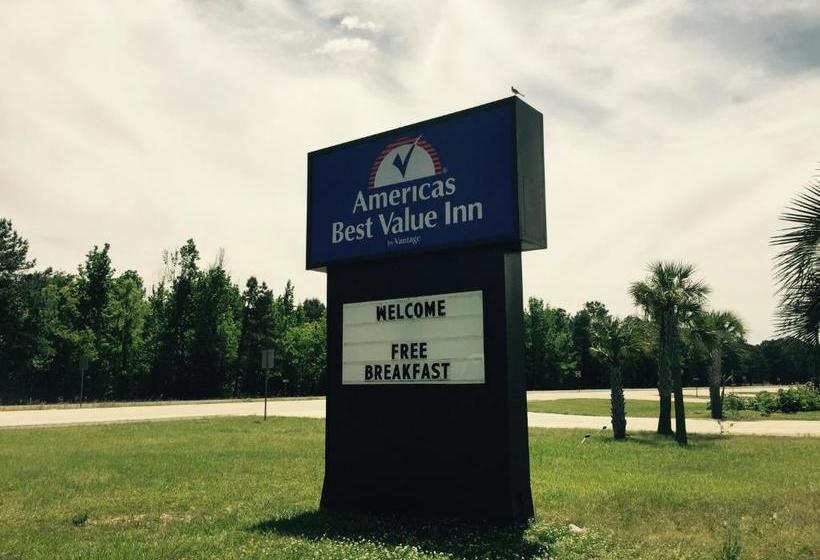 Americas
Best Value Inn
by Vantage
WELCOME
FREE
BREAKFAST